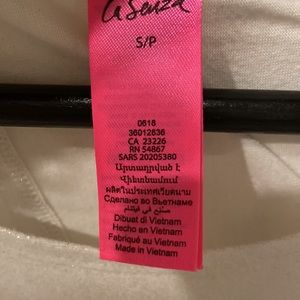 la Senza
S/P
0616
36012636
CA 23226
RN 54867
SARS 20205380
Արտադրված է
Վիետնամում
ผลิตในประเทศเวียดนาม
Сделано во Вьетнаме
صنع في فيتنام
Dibuat di Vietnam
Hecho en Vietnam
Fabriqué au Vietnam
Made in Vietnam